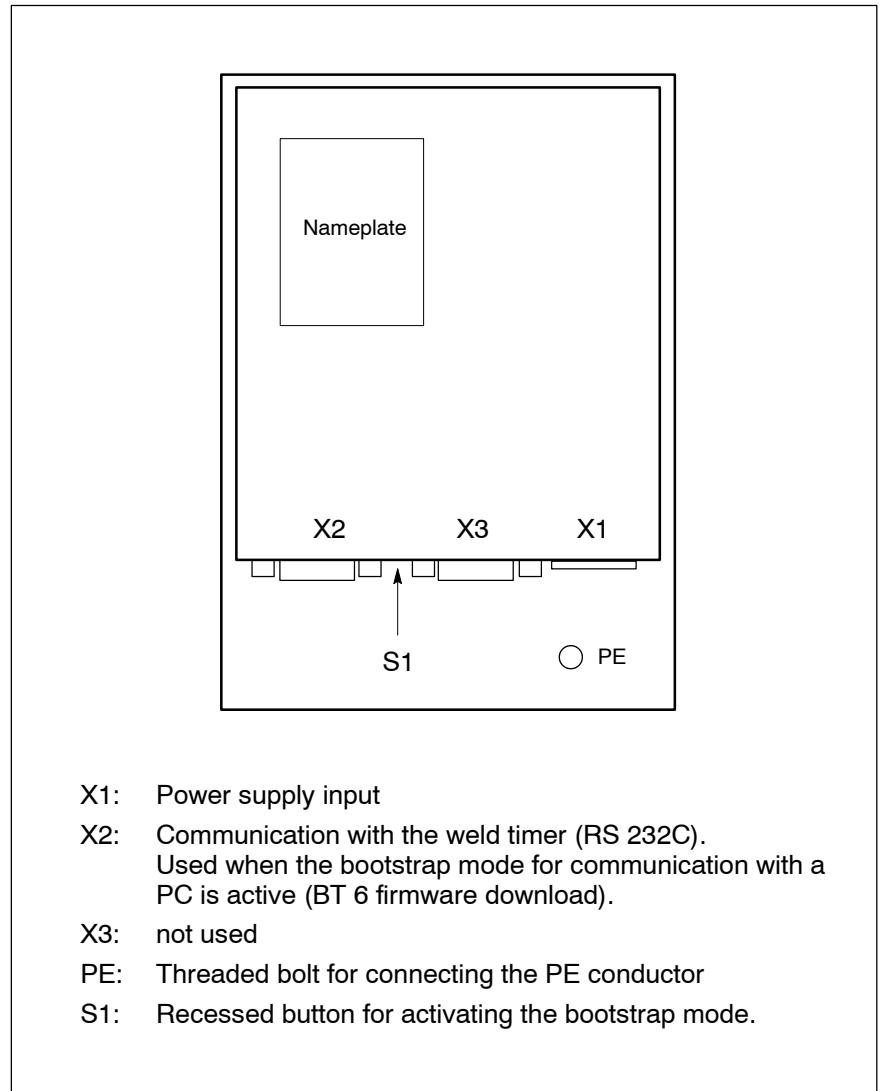 Nameplate
X2 X3 X1
S1 PE
X1: Power supply input
X2: Communication with the weld timer (RS 232C).
Used when the bootstrap mode for communication with a
PC is active (BT 6 firmware download).
X3: not used
PE: Threaded bolt for connecting the PE conductor
S1: Recessed button for activating the bootstrap mode.